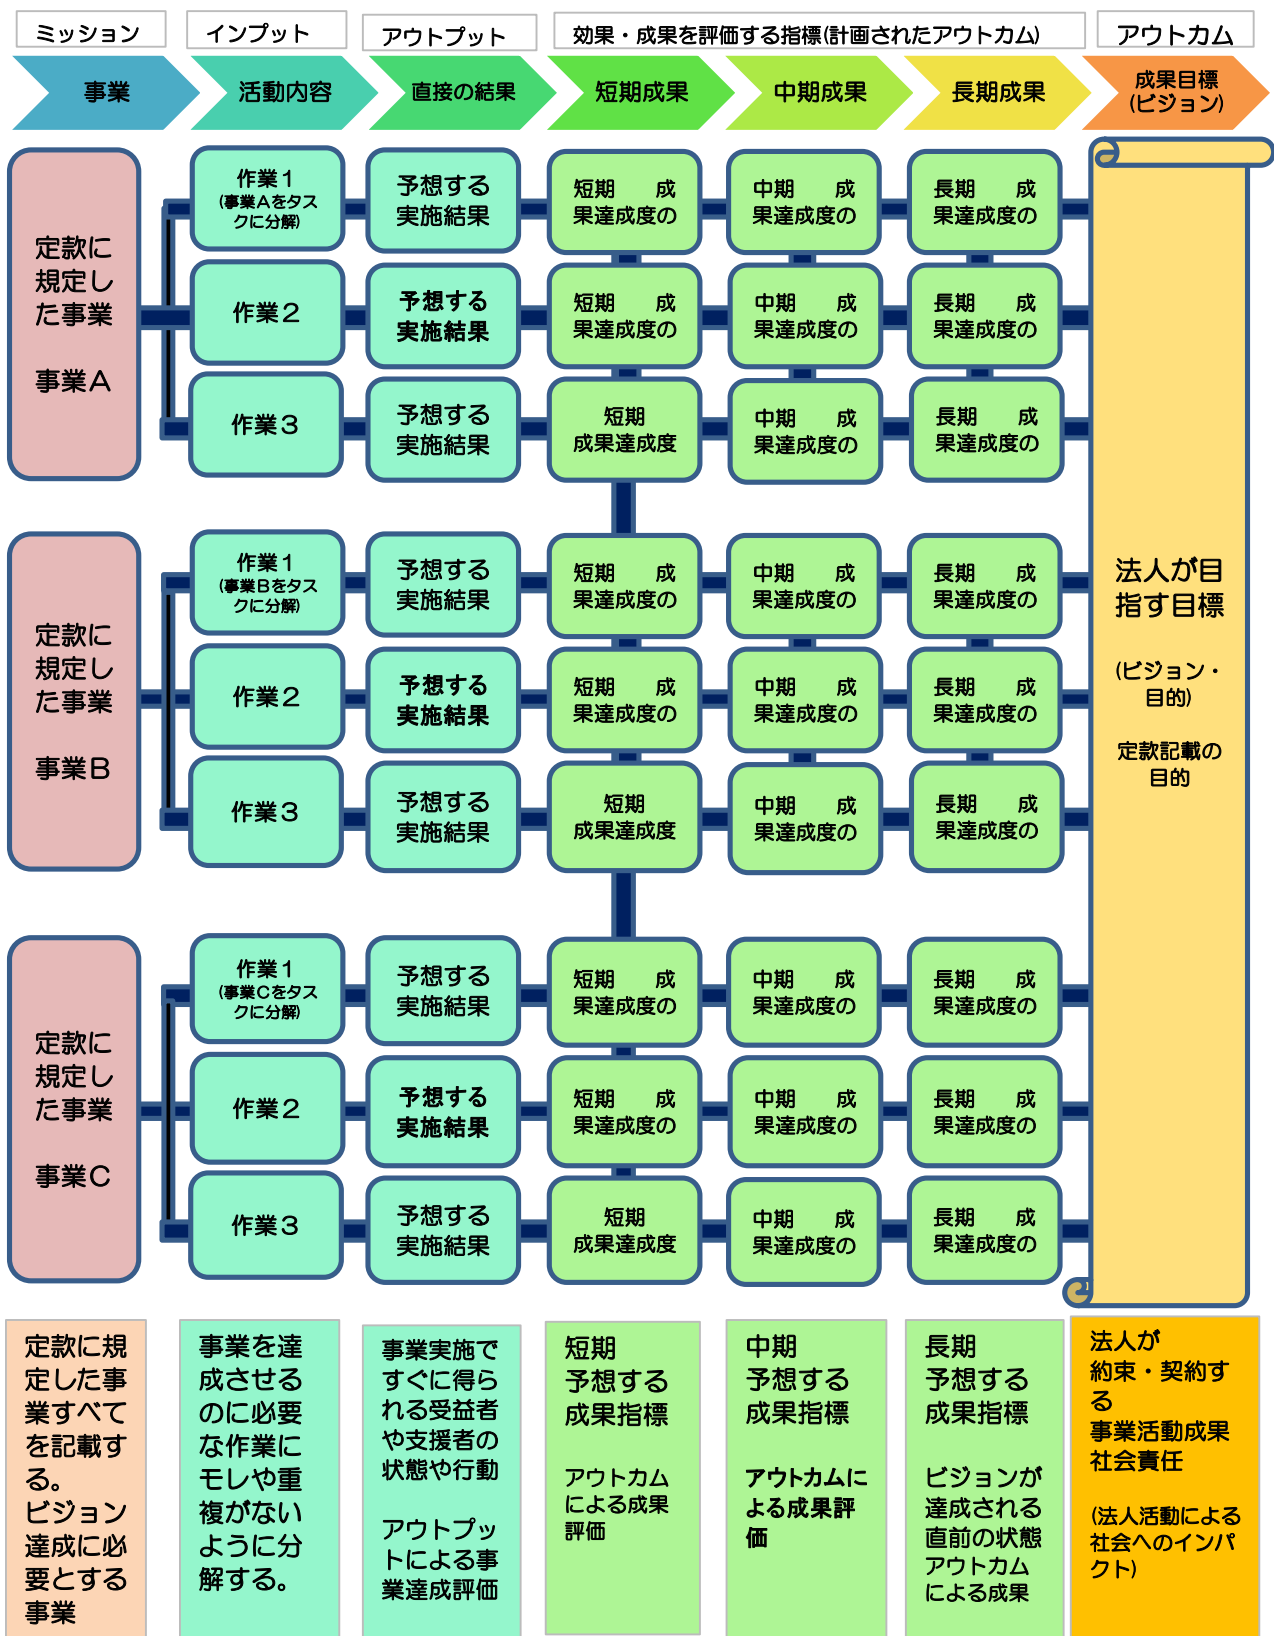 ミッション
インプット
アウトプット
効果・成果を評価する指標(計画されたアウトカム)
アウトカム
事業
活動内容
直接の結果
短期成果
中期成果
長期成果
成果目標
(ビジョン)
定款に
規定し
た事業
事業A
作業1
(事業Aをタス
クに分解)
予想する
実施結果
短期 成
果達成度の
中期 成
果達成度の
長期 成
果達成度の
作業2
予想する
実施結果
短期 成
果達成度の
中期 成
果達成度の
長期 成
果達成度の
作業3
予想する
実施結果
短期
成果達成度
中期 成
果達成度の
長期 成
果達成度の
定款に
規定し
た事業
事業B
作業1
(事業Bをタス
クに分解)
予想する
実施結果
短期 成
果達成度の
中期 成
果達成度の
長期 成
果達成度の
作業2
予想する
実施結果
短期 成
果達成度の
中期 成
果達成度の
長期 成
果達成度の
作業3
予想する
実施結果
短期
成果達成度
中期 成
果達成度の
長期 成
果達成度の
定款に
規定し
た事業
事業C
作業1
(事業Cをタス
クに分解)
予想する
実施結果
短期 成
果達成度の
中期 成
果達成度の
長期 成
果達成度の
作業2
予想する
実施結果
短期 成
果達成度の
中期 成
果達成度の
長期 成
果達成度の
作業3
予想する
実施結果
短期
成果達成度
中期 成
果達成度の
長期 成
果達成度の
法人が目
指す目標
(ビジョン・
目的)
定款記載の
目的
定款に規
定した事
業すべて
を記載す
る。
ビジョン
達成に必
要とする
事業
事業を達
成させる
のに必要
な作業に
モレや重
複がない
ように分
解する。
事業実施で
すぐに得ら
れる受益者
や支援者の
状態や行動
アウトプッ
トによる事
業達成評価
短期
予想する
成果指標
アウトカム
による成果
評価
中期
予想する
成果指標
アウトカムに
よる成果評
価
長期
予想する
成果指標
ビジョンが
達成される
直前の状態
アウトカム
による成果
法人が
約束・契約す
る
事業活動成果
社会責任
(法人活動による
社会へのインパ
クト)